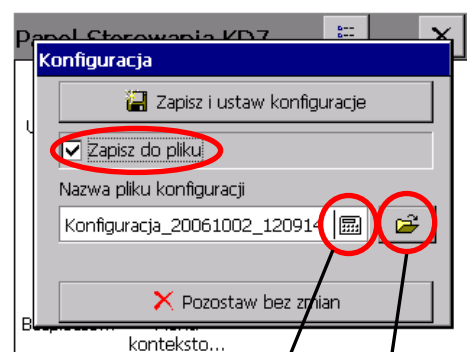 Panel Sterowania KD7
Konfiguracja
Zapisz i ustaw konfiguracje
Zapisz do pliku
Nazwa pliku konfiguracji
Konfiguracja_20061002_120914
Pozostaw bez zmian
konteksto...